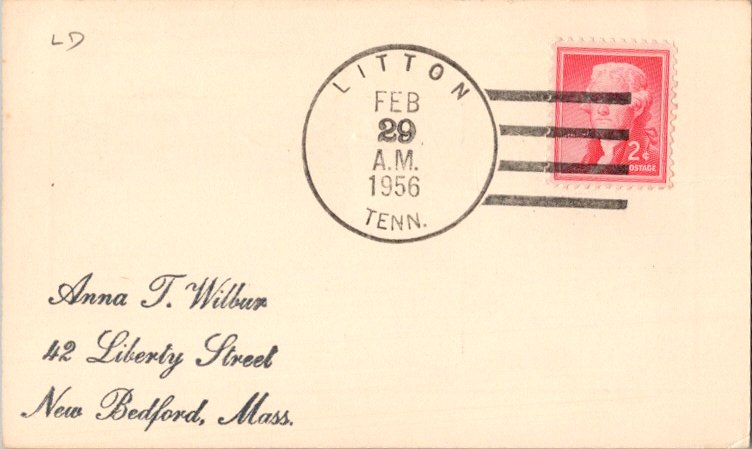 LD
LITTON
FEB
29
A.M.
1956
TENN.
2¢
POSTAGE
Anna T. Wilbur
42 Liberty Street
New Bedford, Mass.